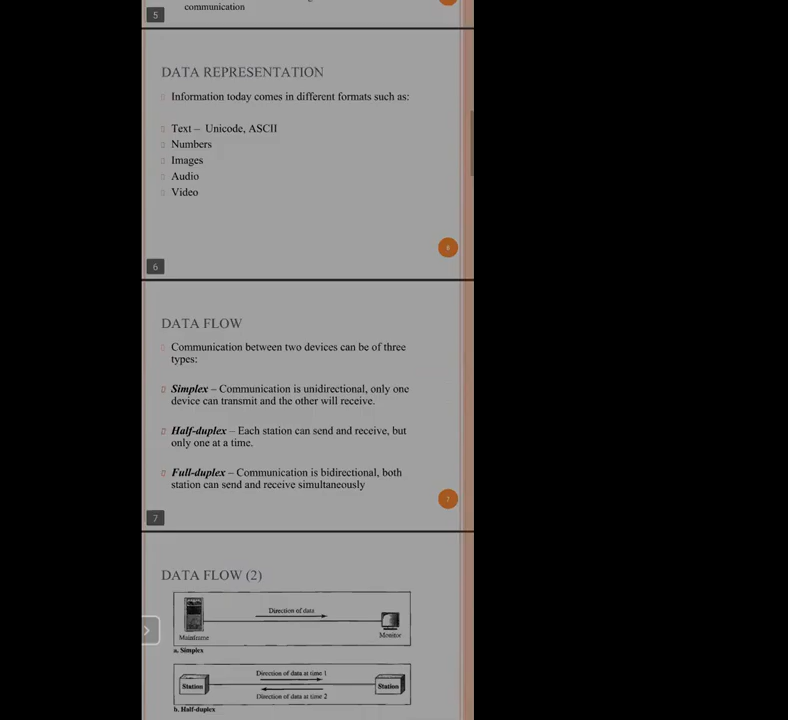 communication
5
DATA REPRESENTATION
Information today comes in different formats such as:
Text – Unicode, ASCII
Numbers
Images
Audio
Video
6
6
DATA FLOW
Communication between two devices can be of three
types:
Simplex – Communication is unidirectional, only one
device can transmit and the other will receive.
Half-duplex – Each station can send and receive, but
only one at a time.
Full-duplex – Communication is bidirectional, both
station can send and receive simultaneously
7
7
DATA FLOW (2)
Direction of data
Mainframe
Monitor
a. Simplex
Direction of data at time 1
Station
Station
Direction of data at time 2
b. Half-duplex